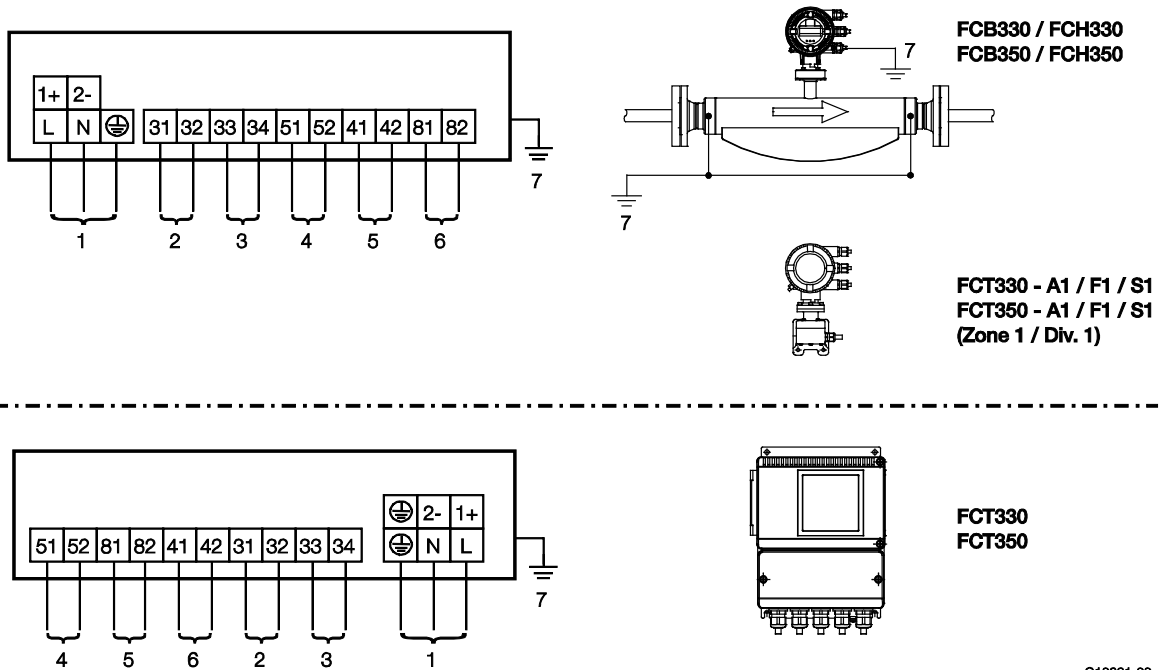 FCB330 / FCH330
FCB350 / FCH350
7
1+ 2-
L N 31 32 33 34 51 52 41 42 81 82
7
1 2 3 4 5 6
7
FCT330 - A1 / F1 / S1
FCT350 - A1 / F1 / S1
(Zone 1 / Div. 1)
2- 1+
51 52 81 82 41 42 31 32 33 34 N L
7
4 5 6 2 3 1
FCT330
FCT350